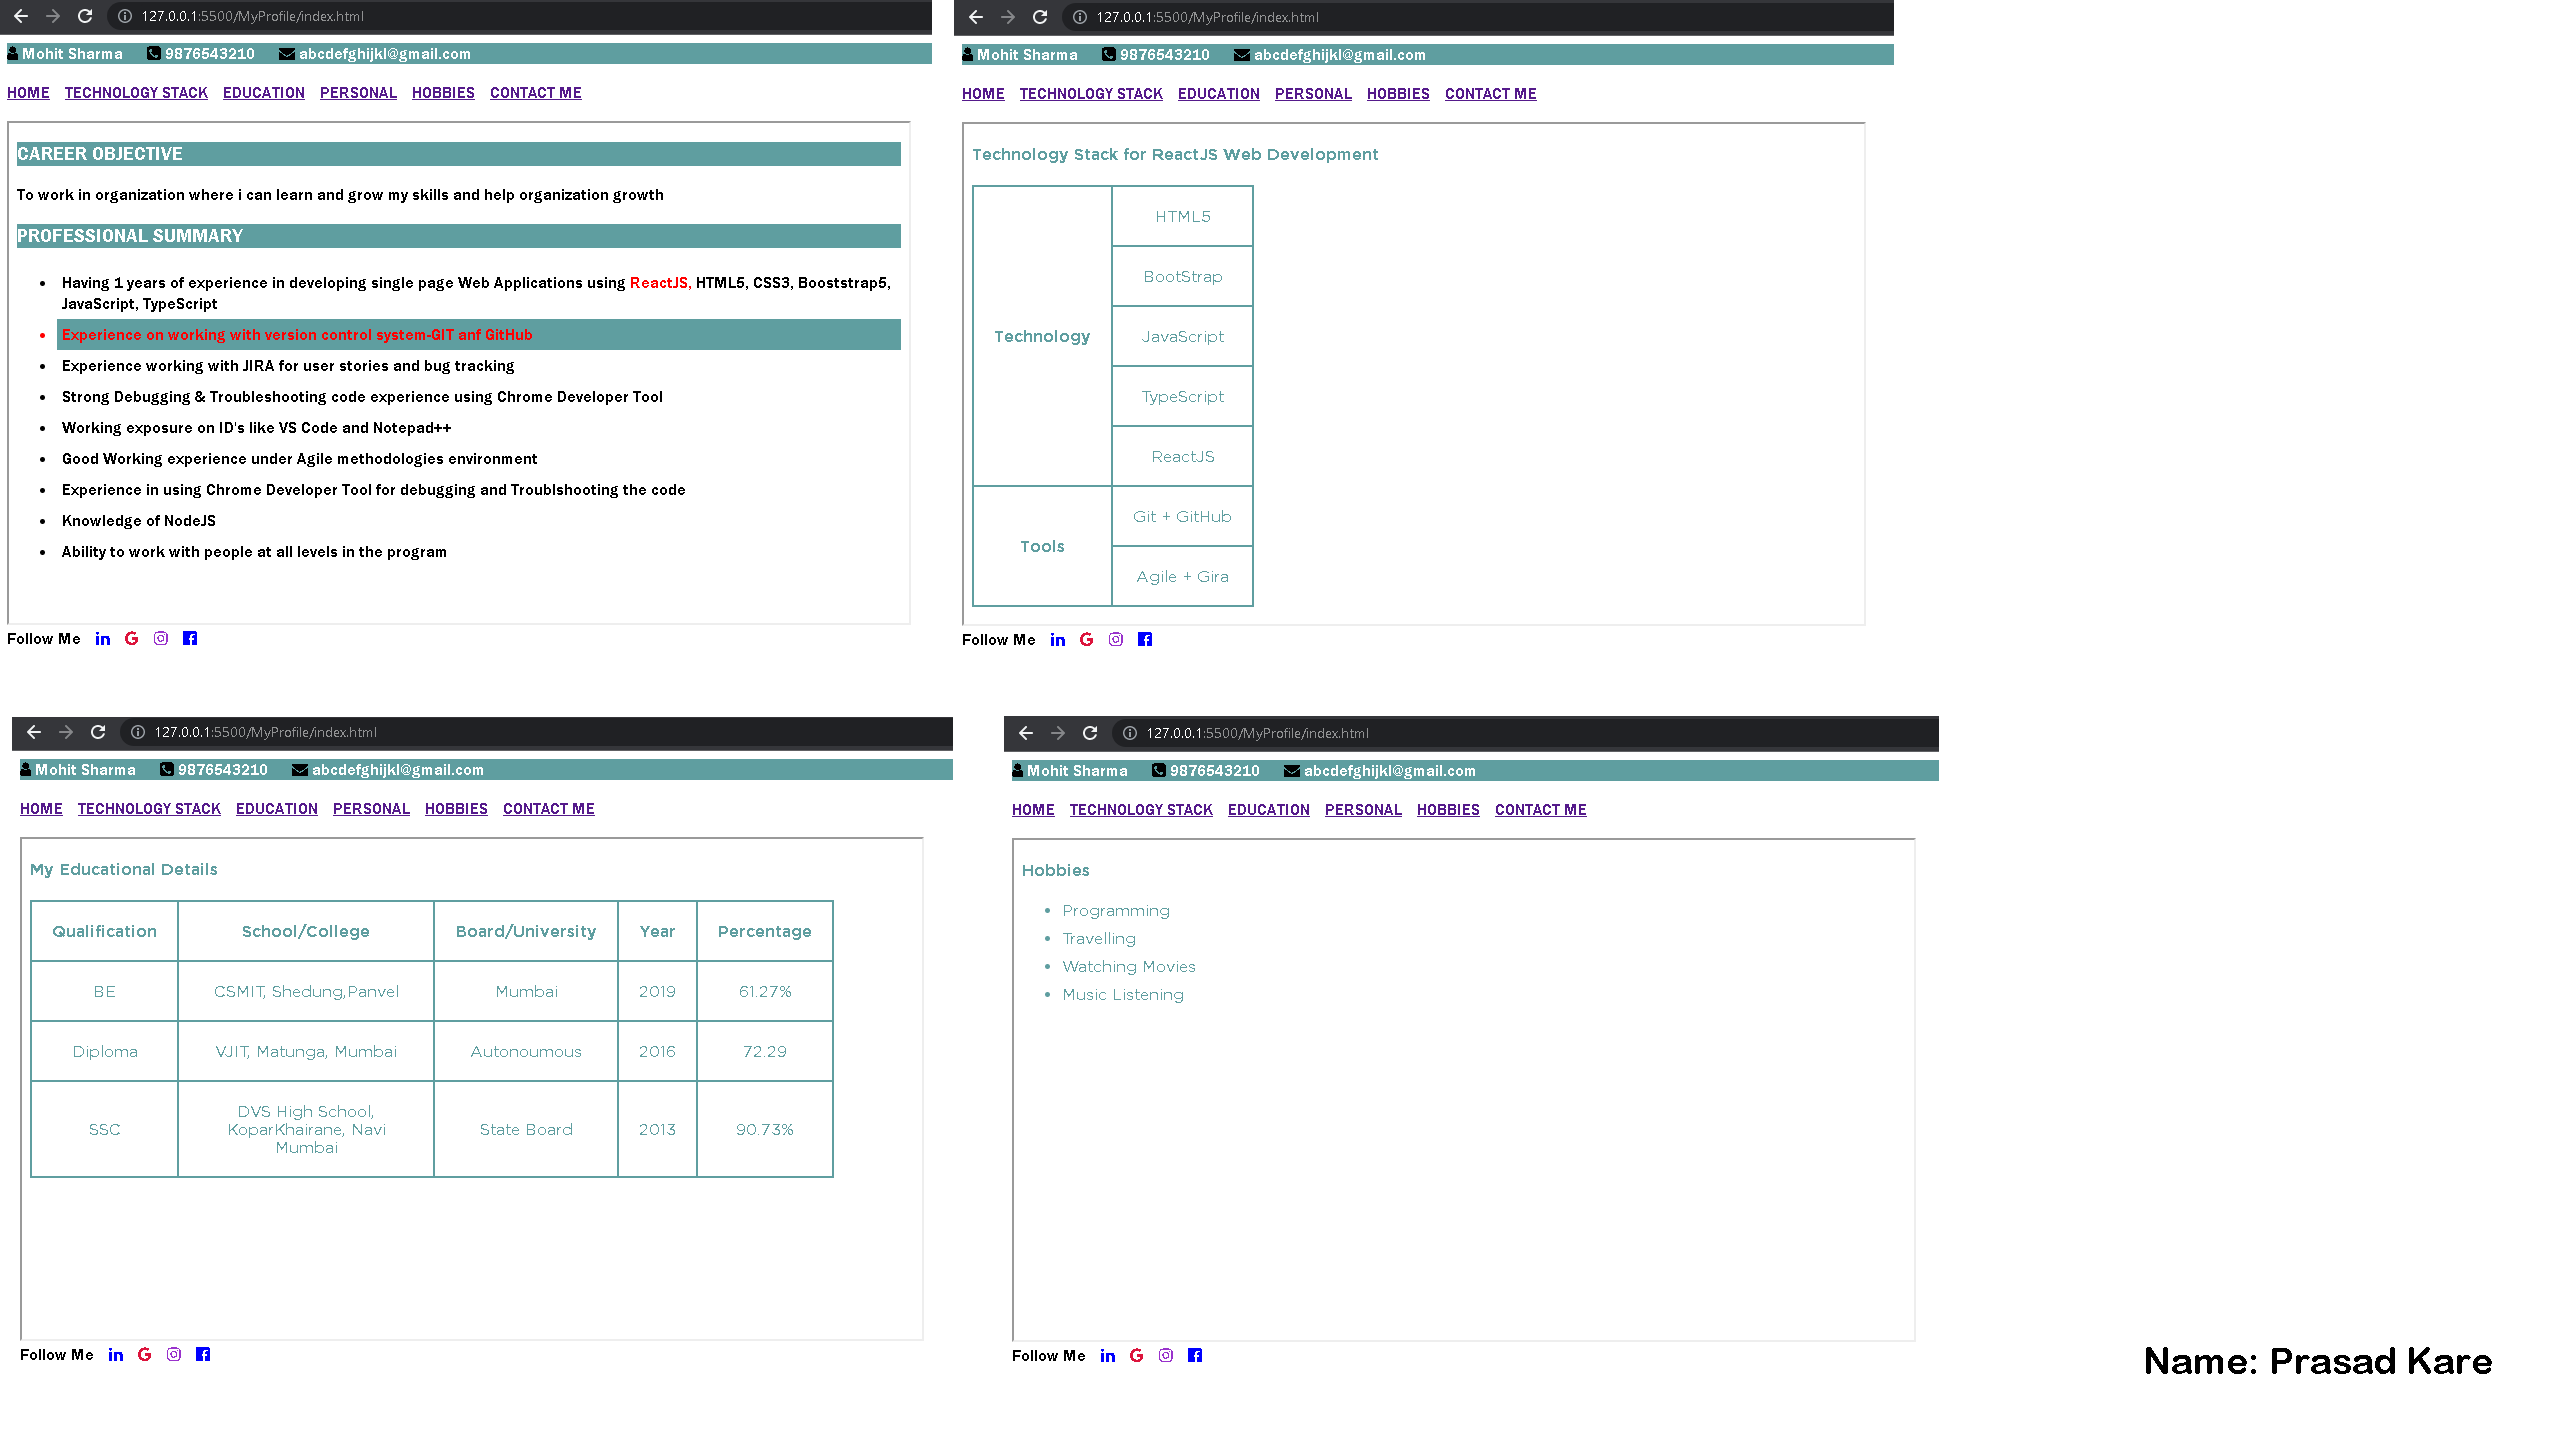 127.0.0.1:5500/MyProfile/index.html
Mohit Sharma 9876543210 abcdefghijkl@gmail.com
HOME TECHNOLOGY STACK EDUCATION PERSONAL HOBBIES CONTACT ME
CAREER OBJECTIVE
To work in organization where i can learn and grow my skills and help organization growth
PROFESSIONAL SUMMARY
• Having 1 years of experience in developing single page Web Applications using ReactJS, HTML5, CSS3, Booststrap5,
JavaScript, TypeScript
• Experience on working with version control system-GIT anf GitHub
• Experience working with JIRA for user stories and bug tracking
• Strong Debugging & Troubleshooting code experience using Chrome Developer Tool
• Working exposure on ID's like VS Code and Notepad++
• Good Working experience under Agile methodologies environment
• Experience in using Chrome Developer Tool for debugging and Troublshooting the code
• Knowledge of NodeJS
• Ability to work with people at all levels in the program
Follow Me in G
127.0.0.1:5500/MyProfile/index.html
Mohit Sharma 9876543210 abcdefghijkl@gmail.com
HOME TECHNOLOGY STACK EDUCATION PERSONAL HOBBIES CONTACT ME
Technology Stack for ReactJS Web Development
HTML5
BootStrap
Technology JavaScript
TypeScript
ReactJS
Git + GitHub
Tools
Agile + Gira
Follow Me in G
127.0.0.1:5500/MyProfile/index.html
Mohit Sharma 9876543210 abcdefghijkl@gmail.com
HOME TECHNOLOGY STACK EDUCATION PERSONAL HOBBIES CONTACT ME
My Educational Details
Qualification School/College Board/University Year Percentage
BE CSMIT, Shedung,Panvel Mumbai 2019 61.27%
Diploma VJIT, Matunga, Mumbai Autonoumous 2016 72.29
DVS High School,
SSC KoparKhairane, Navi State Board 2013 90.73%
Mumbai
Follow Me in G
127.0.0.1:5500/MyProfile/index.html
Mohit Sharma 9876543210 abcdefghijkl@gmail.com
HOME TECHNOLOGY STACK EDUCATION PERSONAL HOBBIES CONTACT ME
Hobbies
• Programming
• Travelling
• Watching Movies
• Music Listening
Follow Me in G
Name: Prasad Kare